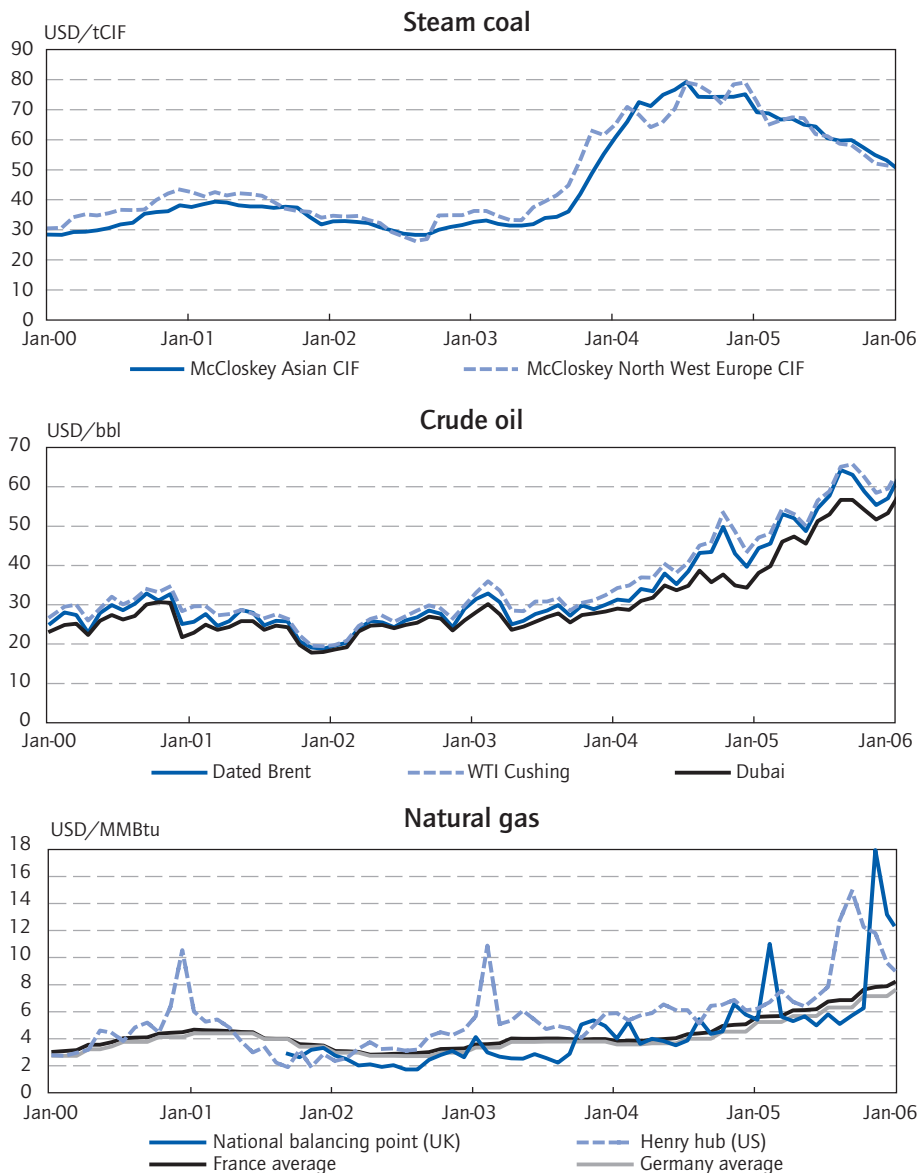 Steam coal
USD/tCIF
90
80
70
60
50
40
30
20
10
0
Jan-00 Jan-01 Jan-02 Jan-03 Jan-04 Jan-05 Jan-06
McCloskey Asian CIF McCloskey North West Europe CIF
Crude oil
USD/bbl
70
60
50
40
30
20
10
0
Jan-00 Jan-01 Jan-02 Jan-03 Jan-04 Jan-05 Jan-06
Dated Brent WTI Cushing Dubai
Natural gas
USD/MMBtu
18
16
14
12
10
8
6
4
2
0
Jan-00 Jan-01 Jan-02 Jan-03 Jan-04 Jan-05 Jan-06
National balancing point (UK) Henry hub (US)
France average Germany average